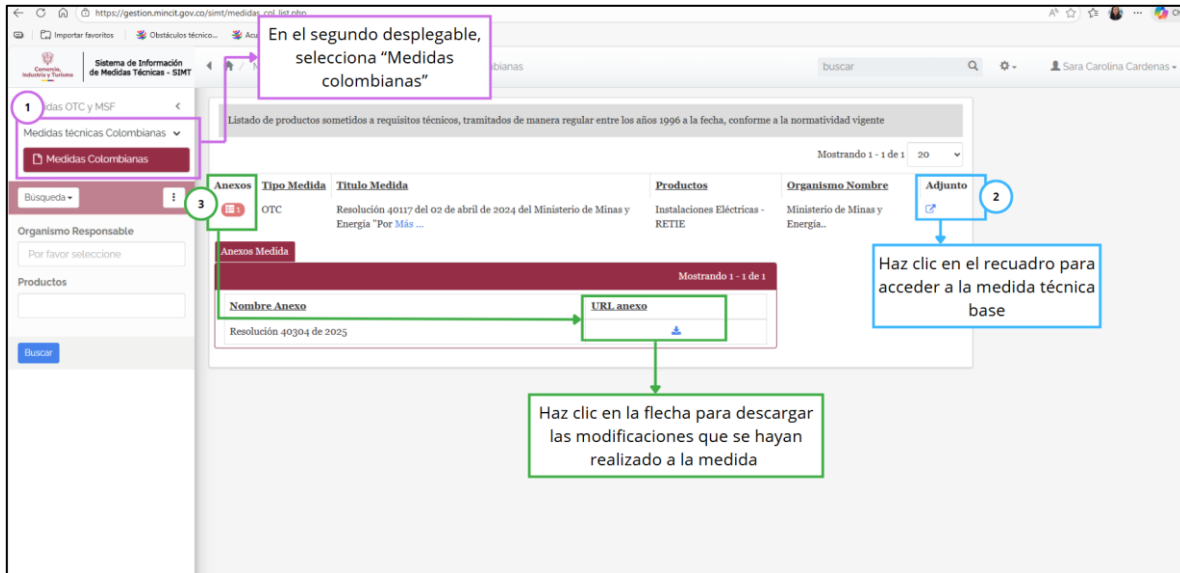 https://gestion.mincit.gov.co/simt/medidas_col_list.php
Importar favoritos
Obstáculos técnico...
En el segundo desplegable,
selecciona “Medidas
colombianas”
Comercio,
Industria y Turismo
Sistema de Información
de Medidas Técnicas - SIMT
buscar
Sara Carolina Cardenas
1
das OTC y MSF
Medidas técnicas Colombianas
Medidas Colombianas
Búsqueda
Organismo Responsable
Por favor seleccione
Productos
Buscar
Listado de productos sometidos a requisitos técnicos, tramitados de manera regular entre los años 1996 a la fecha, conforme a la normatividad vigente
Mostrando 1 - 1 de 1 20
3
Anexos Tipo Medida Titulo Medida Productos Organismo Nombre Adjunto
2
1 OTC Resolución 40117 del 02 de abril de 2024 del Ministerio de Minas y Instalaciones Eléctricas - Ministerio de Minas y
Energía "Por Más ... RETIE Energía..
Anexos Medida
Mostrando 1 - 1 de 1
Nombre Anexo URL anexo
Resolución 40304 de 2025
Haz clic en el recuadro para
acceder a la medida técnica
base
Haz clic en la flecha para descargar
las modificaciones que se hayan
realizado a la medida